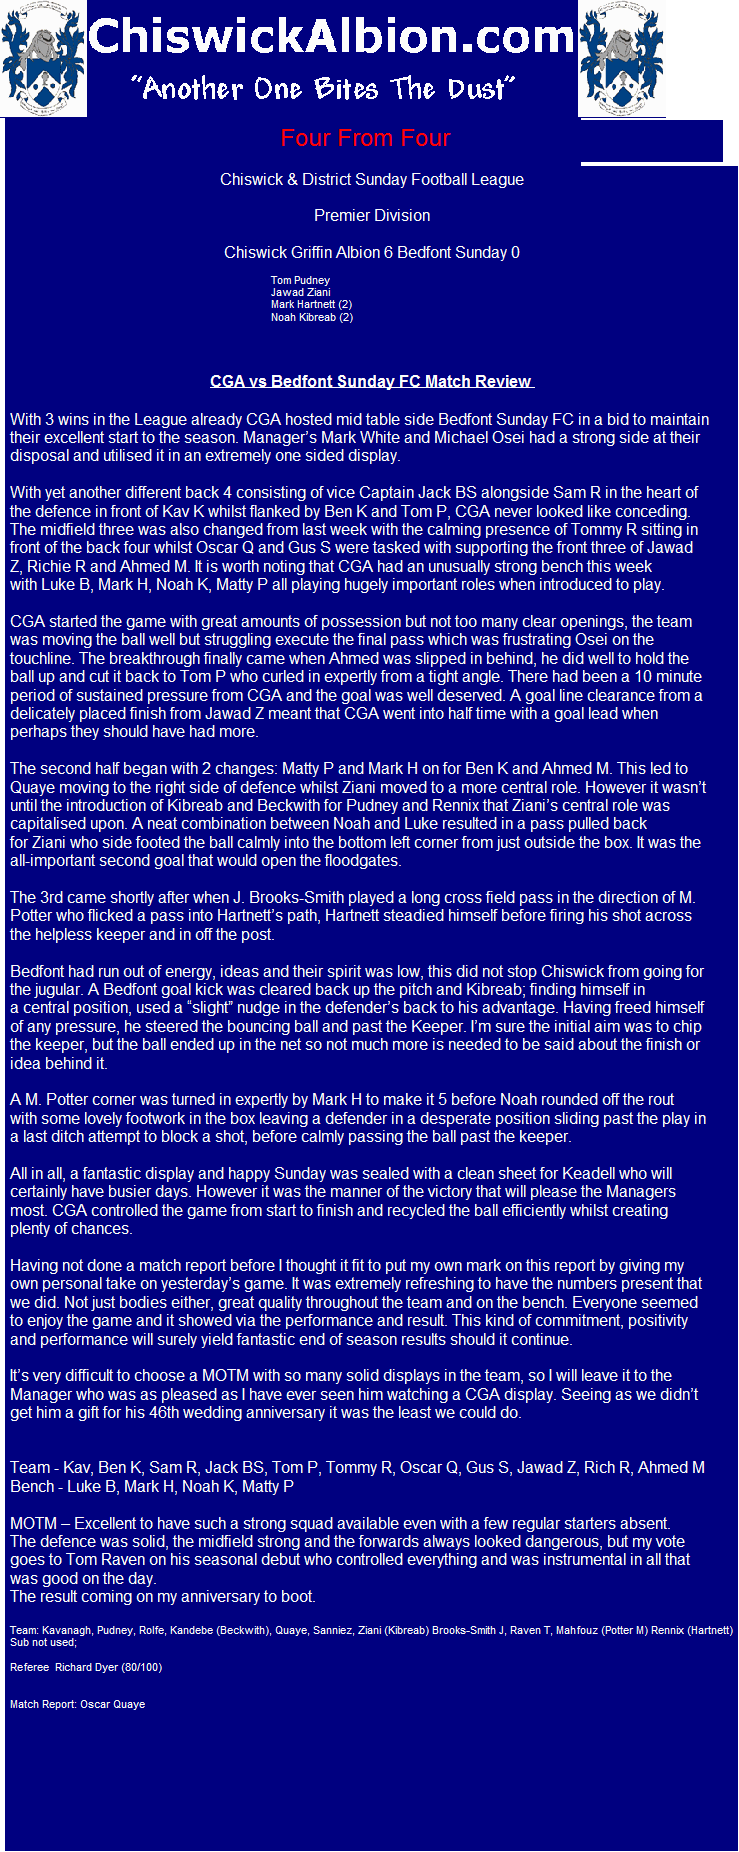 ChiswickAlbion.com
“Another One Bites The Dust”
Four From Four
Chiswick & District Sunday Football League
Premier Division
Chiswick Griffin Albion 6 Bedfont Sunday 0
Tom Pudney
Jawad Ziani
Mark Hartnett (2)
Noah Kibreab (2)
CGA vs Bedfont Sunday FC Match Review
With 3 wins in the League already CGA hosted mid table side Bedfont Sunday FC in a bid to maintain
their excellent start to the season. Manager’s Mark White and Michael Osei had a strong side at their
disposal and utilised it in an extremely one sided display.
With yet another different back 4 consisting of vice Captain Jack BS alongside Sam R in the heart of
the defence in front of Kav K whilst flanked by Ben K and Tom P, CGA never looked like conceding.
The midfield three was also changed from last week with the calming presence of Tommy R sitting in
front of the back four whilst Oscar Q and Gus S were tasked with supporting the front three of Jawad
Z, Richie R and Ahmed M. It is worth noting that CGA had an unusually strong bench this week
with Luke B, Mark H, Noah K, Matty P all playing hugely important roles when introduced to play.
CGA started the game with great amounts of possession but not too many clear openings, the team
was moving the ball well but struggling execute the final pass which was frustrating Osei on the
touchline. The breakthrough finally came when Ahmed was slipped in behind, he did well to hold the
ball up and cut it back to Tom P who curled in expertly from a tight angle. There had been a 10 minute
period of sustained pressure from CGA and the goal was well deserved. A goal line clearance from a
delicately placed finish from Jawad Z meant that CGA went into half time with a goal lead when
perhaps they should have had more.
The second half began with 2 changes: Matty P and Mark H on for Ben K and Ahmed M. This led to
Quaye moving to the right side of defence whilst Ziani moved to a more central role. However it wasn’t
until the introduction of Kibreab and Beckwith for Pudney and Rennix that Ziani’s central role was
capitalised upon. A neat combination between Noah and Luke resulted in a pass pulled back
for Ziani who side footed the ball calmly into the bottom left corner from just outside the box. It was the
all-important second goal that would open the floodgates.
The 3rd came shortly after when J. Brooks-Smith played a long cross field pass in the direction of M.
Potter who flicked a pass into Hartnett’s path, Hartnett steadied himself before firing his shot across
the helpless keeper and in off the post.
Bedfont had run out of energy, ideas and their spirit was low, this did not stop Chiswick from going for
the jugular. A Bedfont goal kick was cleared back up the pitch and Kibreab; finding himself in
a central position, used a “slight” nudge in the defender’s back to his advantage. Having freed himself
of any pressure, he steered the bouncing ball and past the Keeper. I’m sure the initial aim was to chip
the keeper, but the ball ended up in the net so not much more is needed to be said about the finish or
idea behind it.
A M. Potter corner was turned in expertly by Mark H to make it 5 before Noah rounded off the rout
with some lovely footwork in the box leaving a defender in a desperate position sliding past the play in
a last ditch attempt to block a shot, before calmly passing the ball past the keeper.
All in all, a fantastic display and happy Sunday was sealed with a clean sheet for Keadell who will
certainly have busier days. However it was the manner of the victory that will please the Managers
most. CGA controlled the game from start to finish and recycled the ball efficiently whilst creating
plenty of chances.
Having not done a match report before I thought it fit to put my own mark on this report by giving my
own personal take on yesterday’s game. It was extremely refreshing to have the numbers present that
we did. Not just bodies either, great quality throughout the team and on the bench. Everyone seemed
to enjoy the game and it showed via the performance and result. This kind of commitment, positivity
and performance will surely yield fantastic end of season results should it continue.
It’s very difficult to choose a MOTM with so many solid displays in the team, so I will leave it to the
Manager who was as pleased as I have ever seen him watching a CGA display. Seeing as we didn’t
get him a gift for his 46th wedding anniversary it was the least we could do.
Team - Kav, Ben K, Sam R, Jack BS, Tom P, Tommy R, Oscar Q, Gus S, Jawad Z, Rich R, Ahmed M
Bench - Luke B, Mark H, Noah K, Matty P
MOTM – Excellent to have such a strong squad available even with a few regular starters absent.
The defence was solid, the midfield strong and the forwards always looked dangerous, but my vote
goes to Tom Raven on his seasonal debut who controlled everything and was instrumental in all that
was good on the day.
The result coming on my anniversary to boot.
Team: Kavanagh, Pudney, Rolfe, Kandebe (Beckwith), Quaye, Sanniez, Ziani (Kibreab) Brooks-Smith J, Raven T, Mahfouz (Potter M) Rennix (Hartnett)
Sub not used;
Referee Richard Dyer (80/100)
Match Report: Oscar Quaye